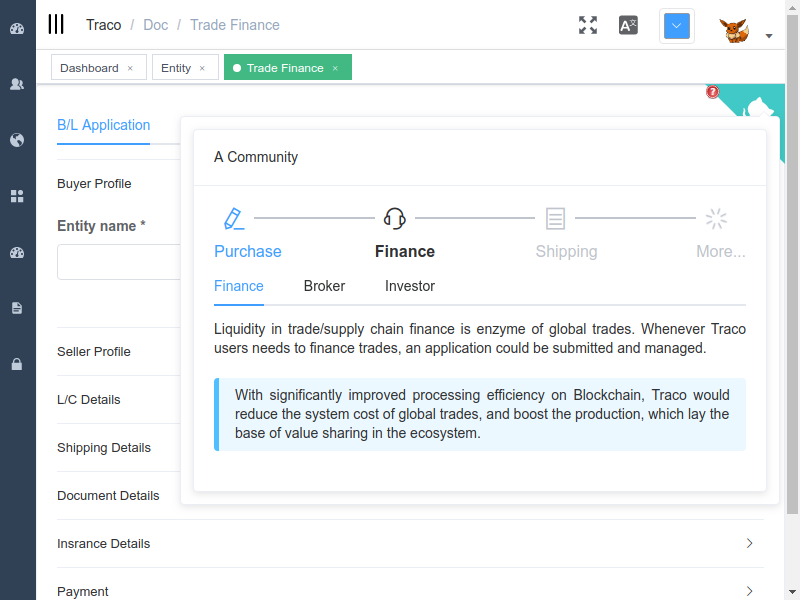 Traco / Doc / Trade Finance
Dashboard × Entity × Trade Finance ×
?
B/L Application
A Community
Buyer Profile
Entity name *
Purchase Finance Shipping More...
Finance Broker Investor
Liquidity in trade/supply chain finance is enzyme of global trades. Whenever Traco
users needs to finance trades, an application could be submitted and managed.
Seller Profile
With significantly improved processing efficiency on Blockchain, Traco would
reduce the system cost of global trades, and boost the production, which lay the
base of value sharing in the ecosystem.
L/C Details
Shipping Details
Document Details
Insrance Details
Payment